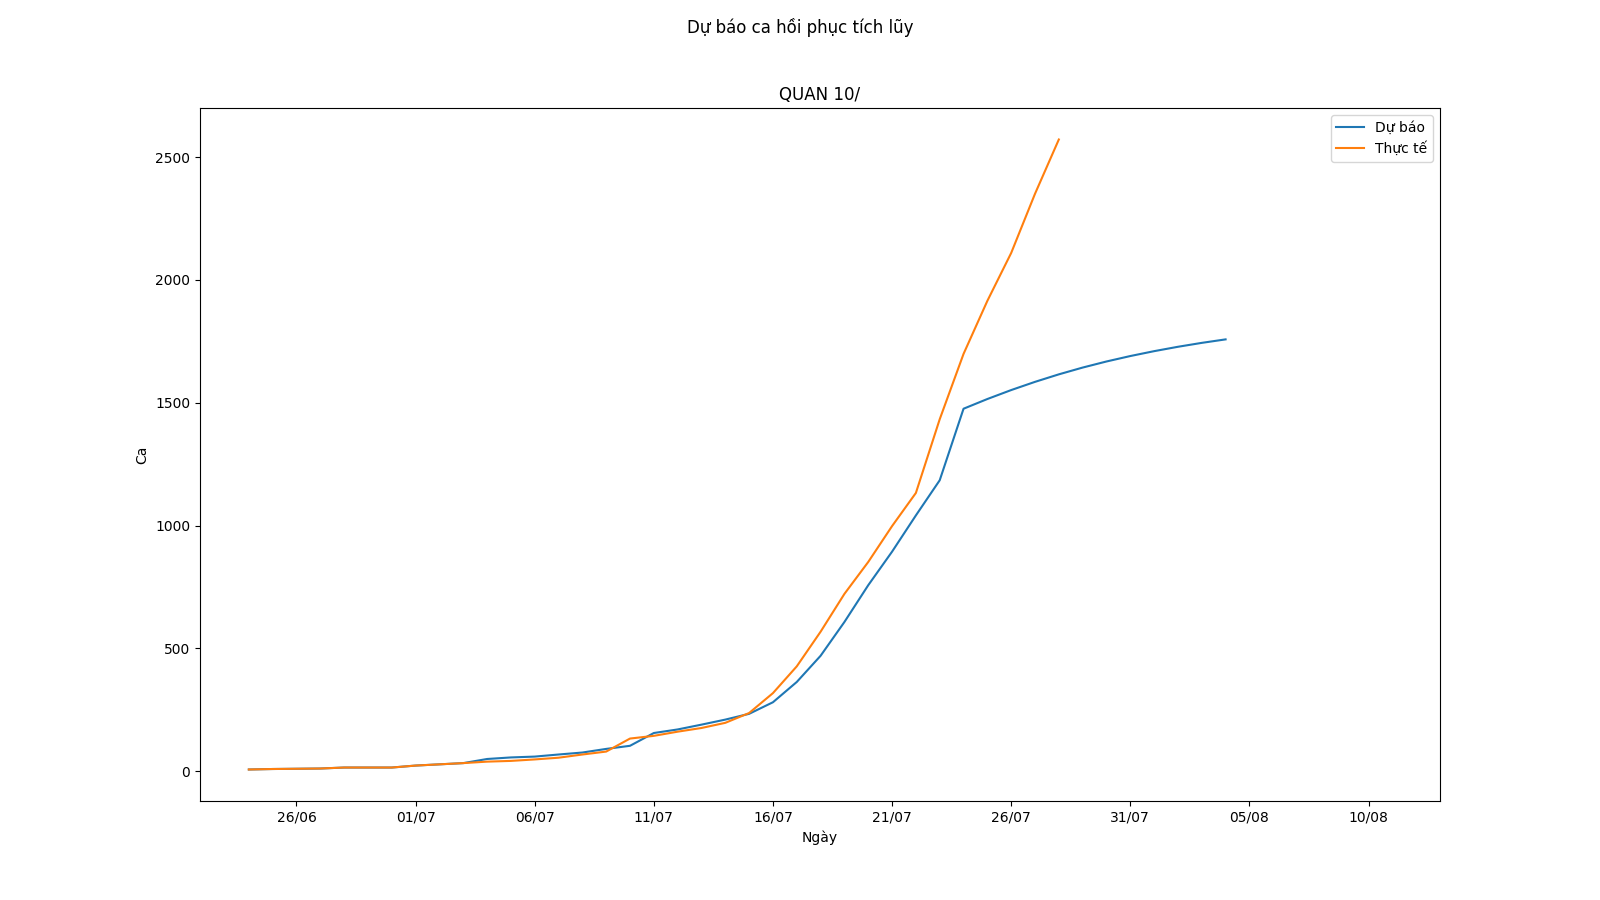 Dự báo ca hồi phục tích lũy
QUAN 10/
Dự báo
Thực tế
2500
2000
1500
1000
500
0
Ca
26/06
01/07
06/07
11/07
16/07
21/07
26/07
31/07
05/08
10/08
Ngày